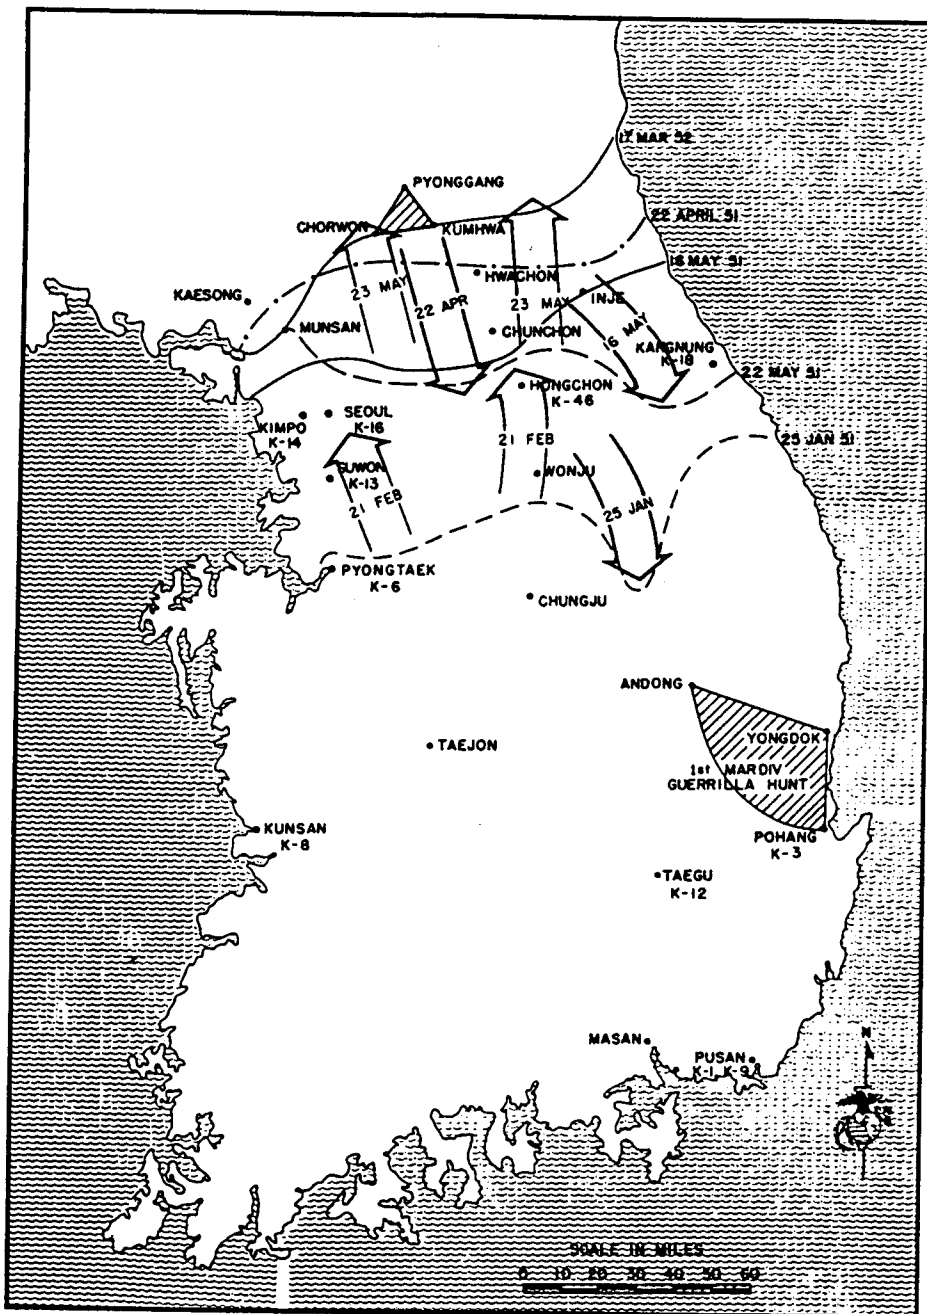 17 MAR 52
PYONGGANG
22 APRIL 51
CHORWON
KUMHWA
16 MAY 51
HWACHON
KAESONG
23 MAY
22 APR
23 MAY
INJE
16 MAY
MUNSAN
CHUNCHON
KANGNUNG
K-18
22 MAY 51
HONGCHON
K-46
KIMPO
K-14
SEOUL
K-16
25 JAN 51
21 FEB
SUWON
K-13
WONJU
21 FEB
25 JAN
PYONGTAEK
K-6
CHUNGJU
ANDONG
YONGDOK
TAEJON
1st MARDIV
GUERRILLA HUNT
KUNSAN
K-8
POHANG
K-3
TAEGU
K-12
MASAN
PUSAN
K-1, K-9
N
SCALE IN MILES
0 10 20 30 40 50 60